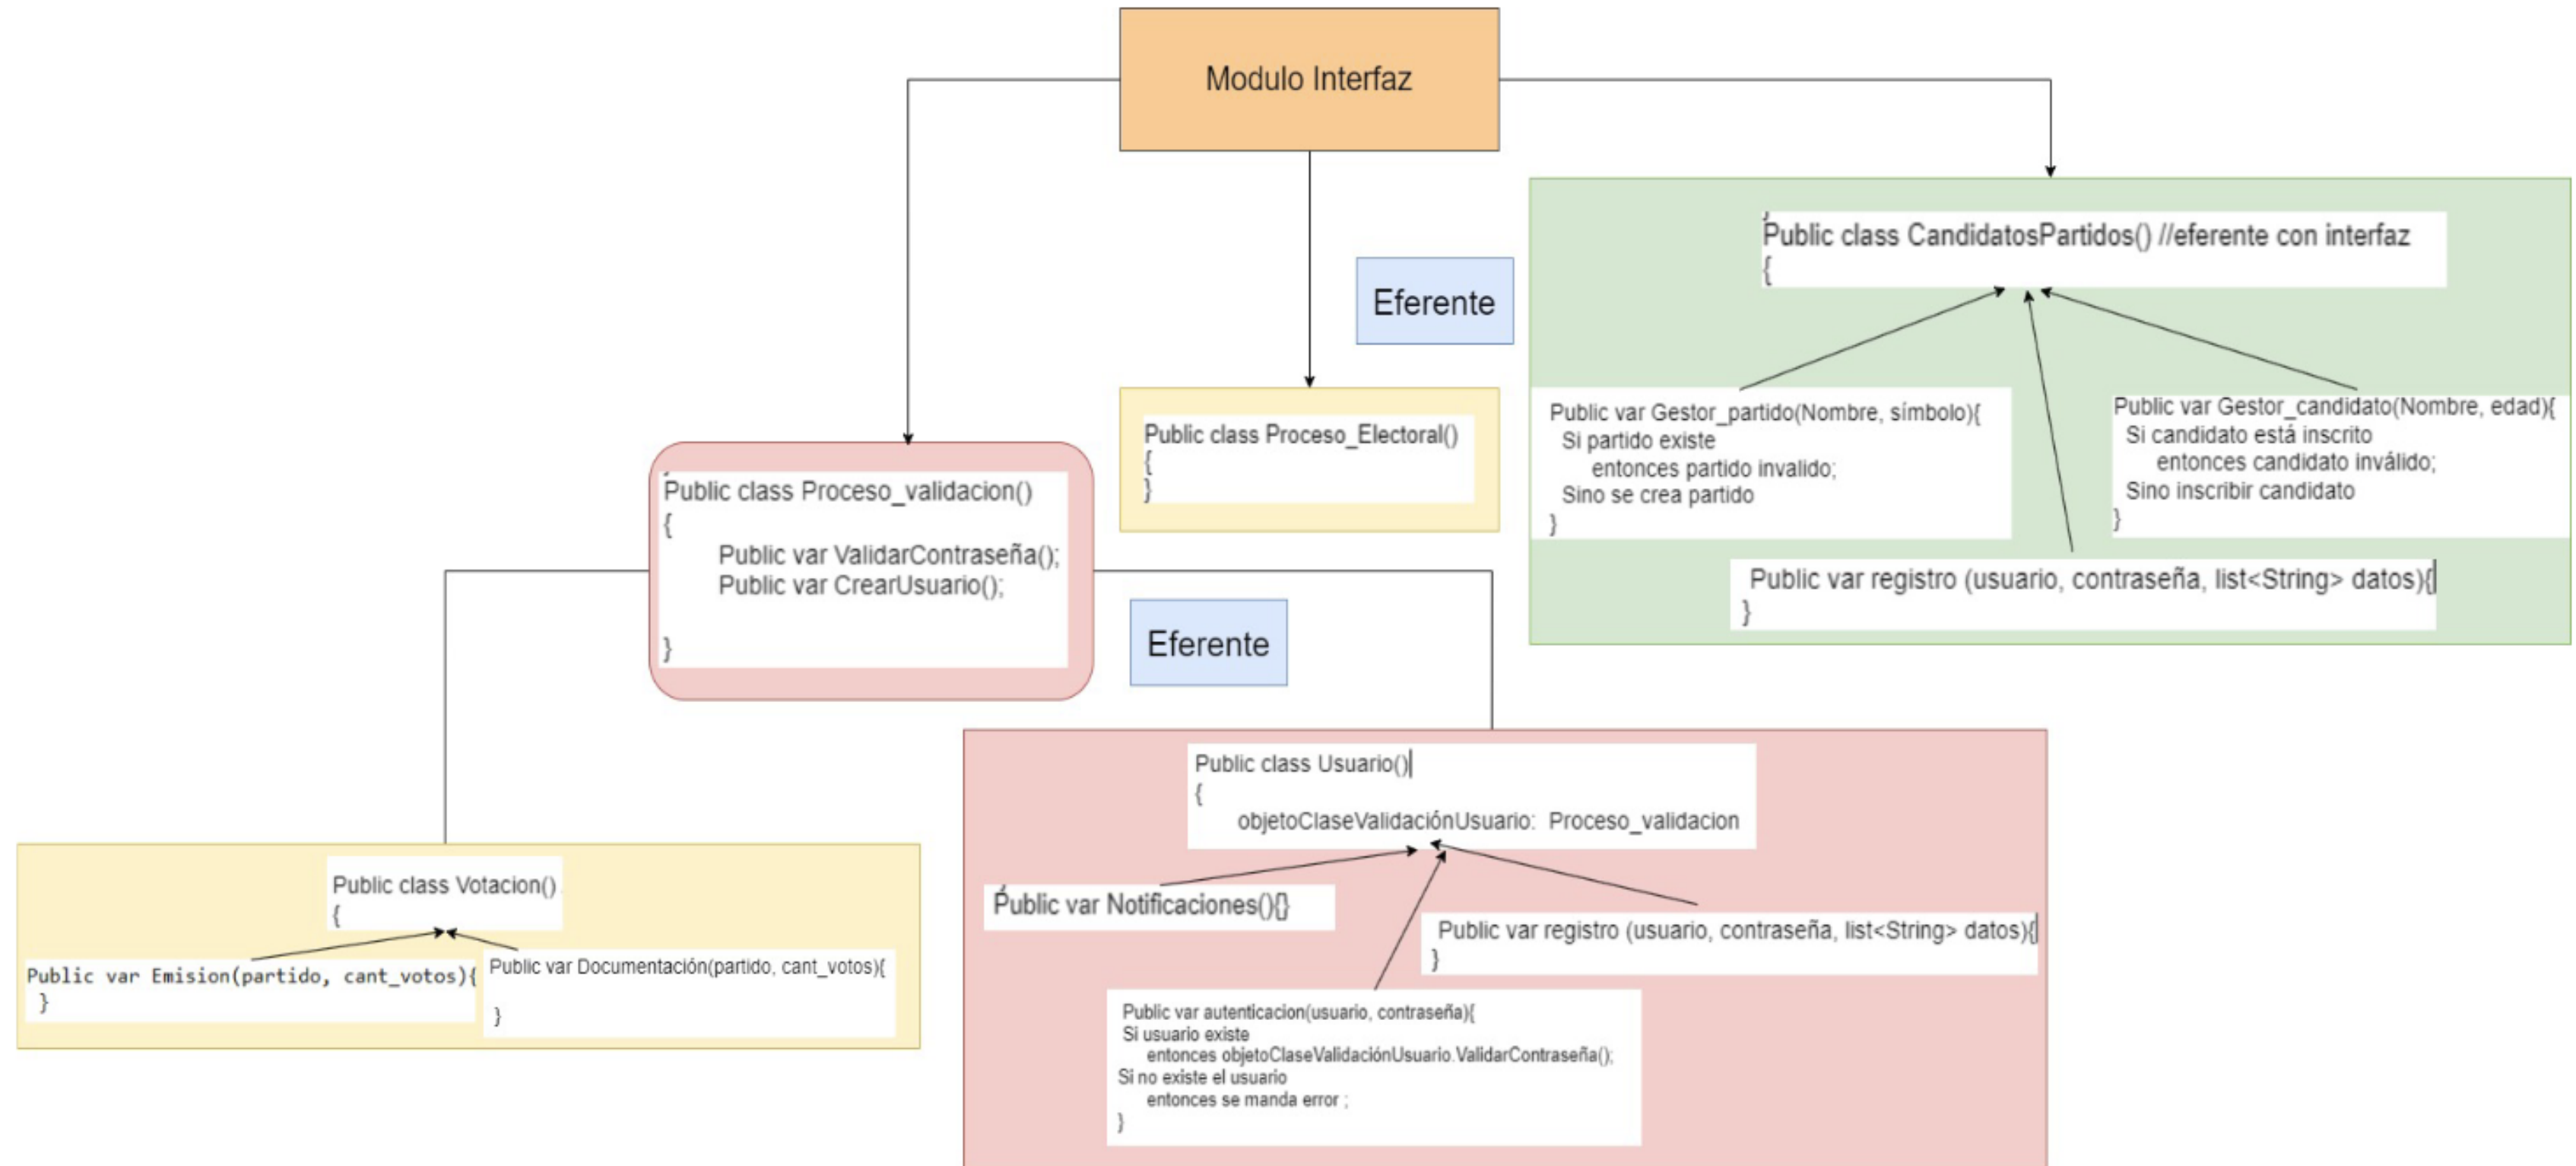 Modulo Interfaz
Eferente
Public class CandidatosPartidos() //eferente con interfaz
{
Public var Gestor_partido(Nombre, símbolo){
Si partido existe
entonces partido invalido;
Sino se crea partido
}
Public var Gestor_candidato(Nombre, edad){
Si candidato está inscrito
entonces candidato inválido;
Sino inscribir candidato
}
Public var registro (usuario, contraseña, list<String> datos){
}
Public class Proceso_Electoral()
{
}
Public class Proceso_validacion()
{
Public var ValidarContraseña();
Public var CrearUsuario();
}
Eferente
Public class Usuario()
{
objetoClaseValidaciónUsuario: Proceso_validacion
Public var Notificaciones(){}
Public var registro (usuario, contraseña, list<String> datos){
}
Public var autenticacion(usuario, contraseña){
Si usuario existe
entonces objetoClaseValidaciónUsuario.ValidarContraseña();
Si no existe el usuario
entonces se manda error ;
}
Public class Votacion()
{
Public var Emision(partido, cant_votos){
}
Public var Documentación(partido, cant_votos){
}